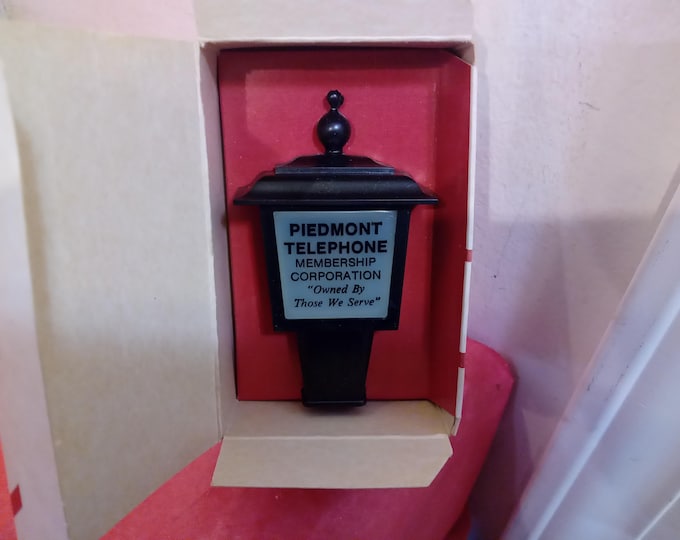 PIEDMONT
TELEPHONE
MEMBERSHIP
CORPORATION
"Owned By
Those We Serve"